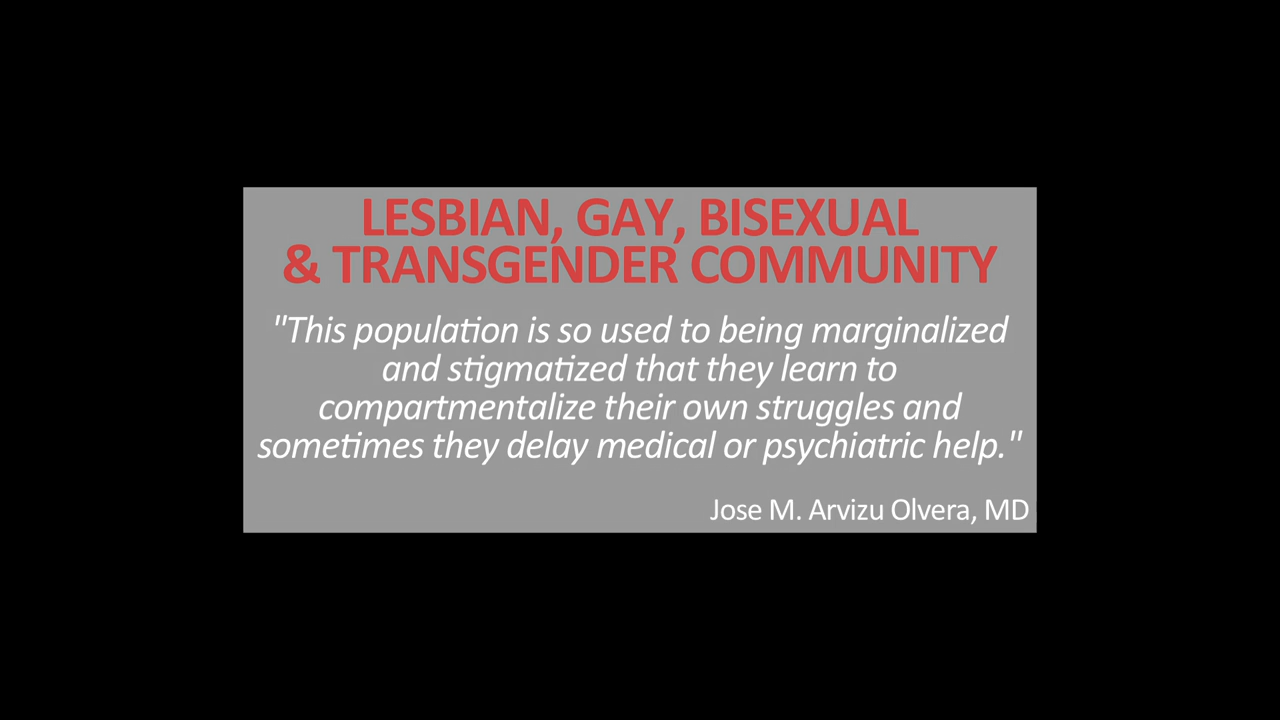 LESBIAN, GAY, BISEXUAL
& TRANSGENDER COMMUNITY
"This population is so used to being marginalized
and stigmatized that they learn to
compartmentalize their own struggles and
sometimes they delay medical or psychiatric help."
Jose M. Arvizu Olvera, MD